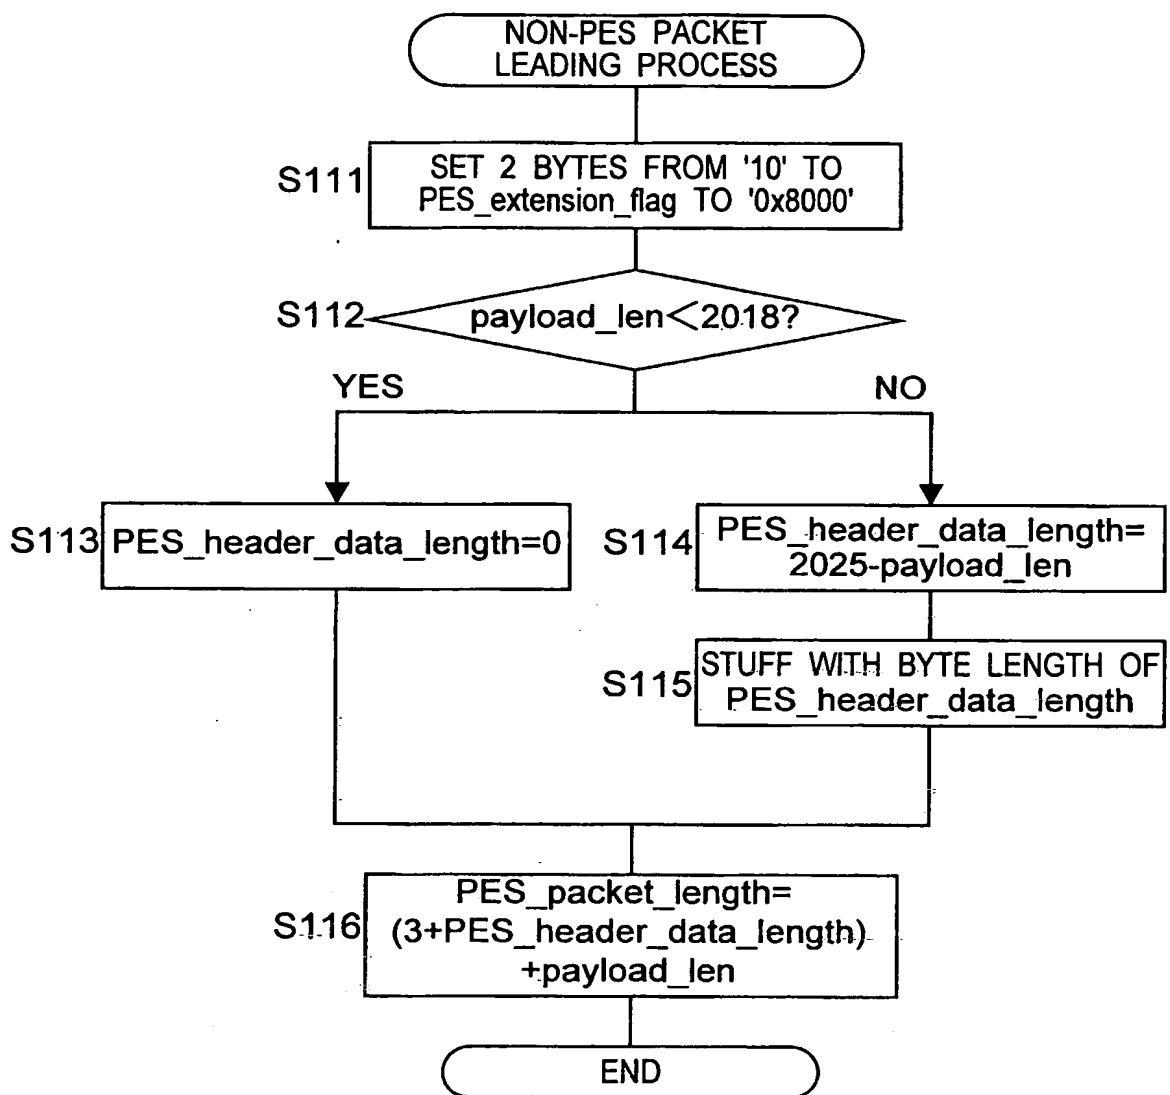 NON-PES PACKET
LEADING PROCESS
S111
SET 2 BYTES FROM '10' TO
PES_extension_flag TO '0x8000'
S112
payload_len<2018?
YES
NO
S113
PES_header_data_length=0
S114
PES_header_data_length=
2025-payload_len
S115
STUFF WITH BYTE LENGTH OF
PES_header_data_length
S116
PES_packet_length=
(3+PES_header_data_length)
+payload_len
END